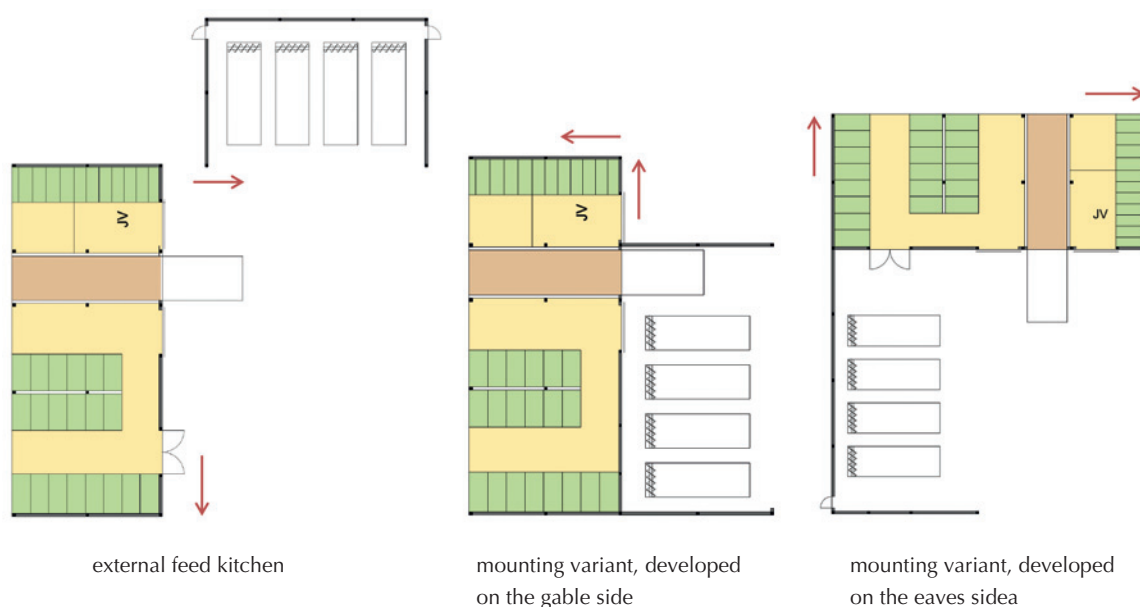 JV
JV
JV
external feed kitchen
mounting variant, developed
on the gable side
mounting variant, developed
on the eaves sidea